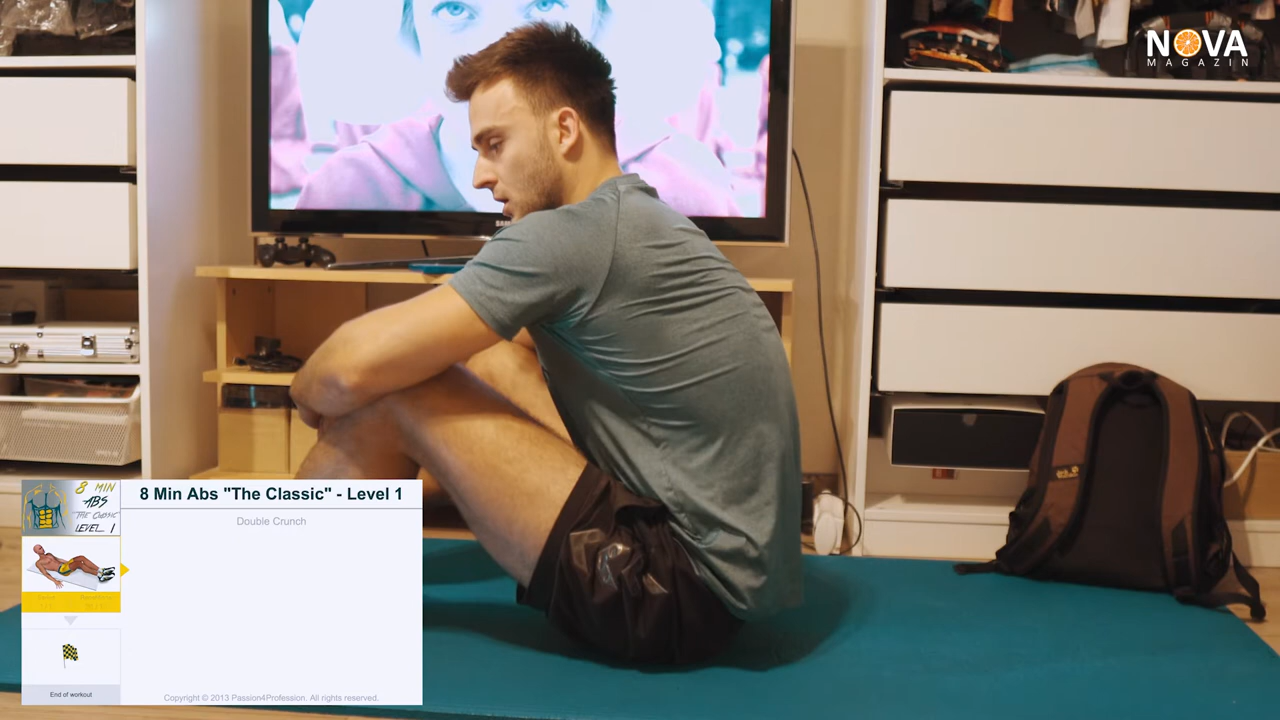 NOVA
MAGAZIN
8 Min Abs "The Classic" - Level 1
Double Crunch
8 MIN
ABS
THE CLASSIC
LEVEL 1
End of workout
Copyright © 2013 Passion4Profession. All rights reserved.